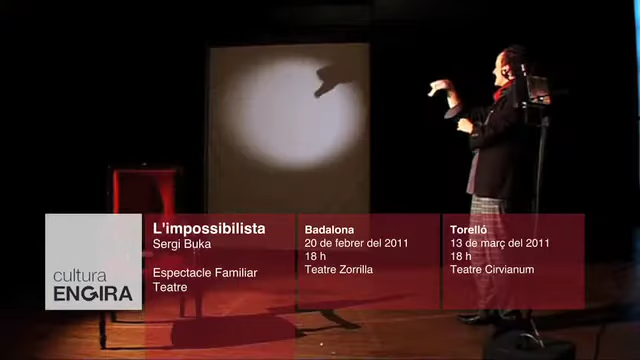 cultura
ENGIRA
L'impossibilista
Sergi Buka
Espectacle Familiar
Teatre
Badalona
20 de febrer del 2011
18 h
Teatre Zorrilla
Torelló
13 de març del 2011
18 h
Teatre Cirvianum